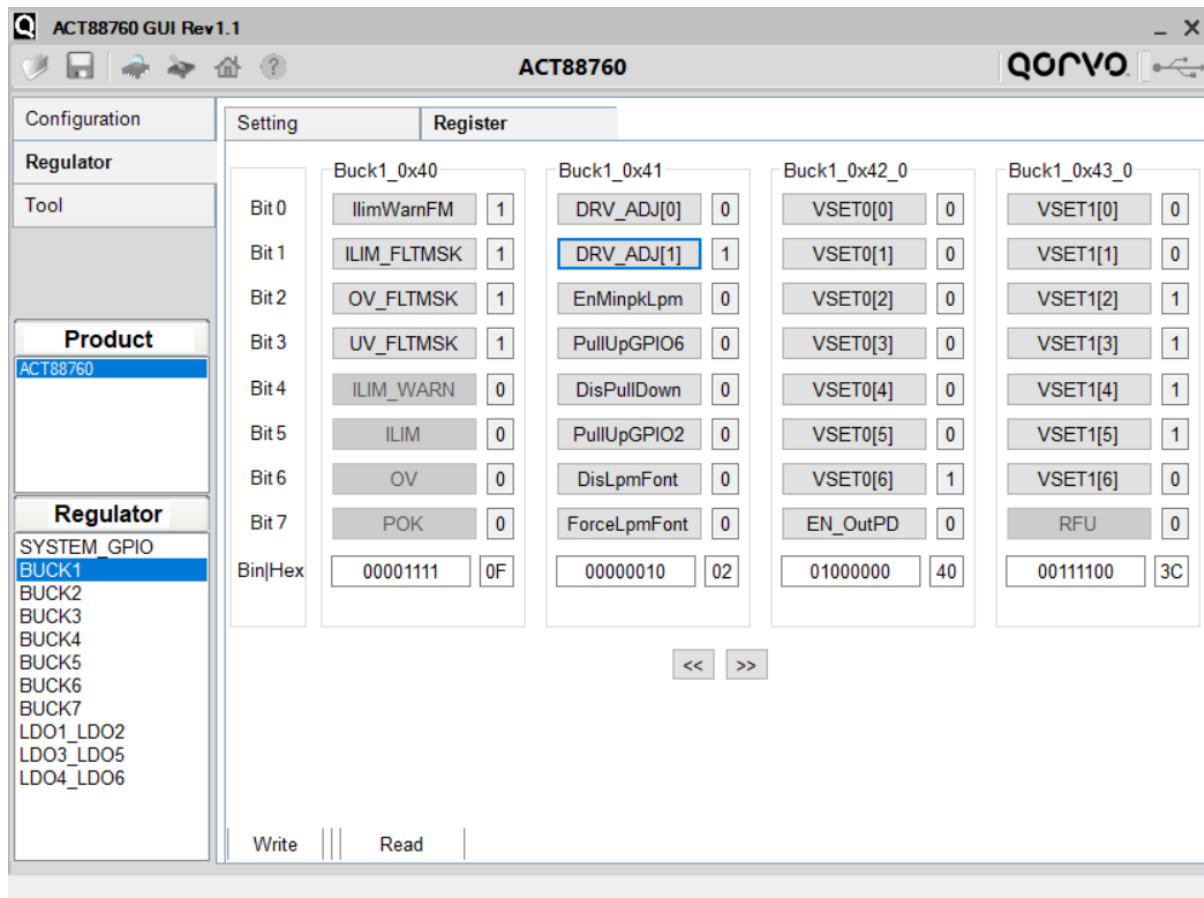 ACT88760 GUI Rev1.1
ACT88760
QORVO
Configuration
Regulator
Tool
Setting Register
Buck1_0x40 Buck1_0x41 Buck1_0x42_0 Buck1_0x43_0
Bit 0 IlimWarnFM 1 DRV_ADJ[0] 0 VSET0[0] 0 VSET1[0] 0
Bit 1 ILIM_FLTMSK 1 DRV_ADJ[1] 1 VSET0[1] 0 VSET1[1] 0
Bit 2 OV_FLTMSK 1 EnMinpkLpm 0 VSET0[2] 0 VSET1[2] 1
Bit 3 UV_FLTMSK 1 PullUpGPIO6 0 VSET0[3] 0 VSET1[3] 1
Bit 4 ILIM_WARN 0 DisPullDown 0 VSET0[4] 0 VSET1[4] 1
Bit 5 ILIM 0 PullUpGPIO2 0 VSET0[5] 0 VSET1[5] 1
Bit 6 OV 0 DisLpmFont 0 VSET0[6] 1 VSET1[6] 0
Bit 7 POK 0 ForceLpmFont 0 EN_OutPD 0 RFU 0
Bin|Hex 00001111 0F 00000010 02 01000000 40 00111100 3C
<< >>
Product
ACT88760
Regulator
SYSTEM_GPIO
BUCK1
BUCK2
BUCK3
BUCK4
BUCK5
BUCK6
BUCK7
LDO1_LDO2
LDO3_LDO5
LDO4_LDO6
Write Read